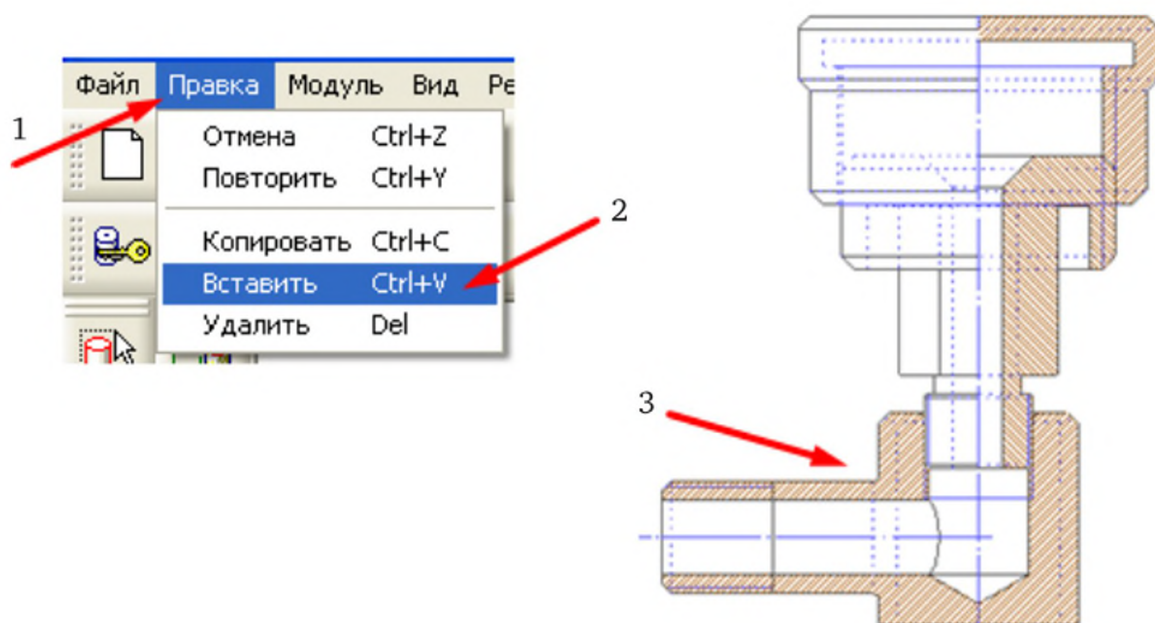 Файл Правка Модуль Вид Ре
1
Отмена Ctrl+Z
Повторить Ctrl+Y
Копировать Ctrl+C
2
Вставить Ctrl+V
Удалить Del
3